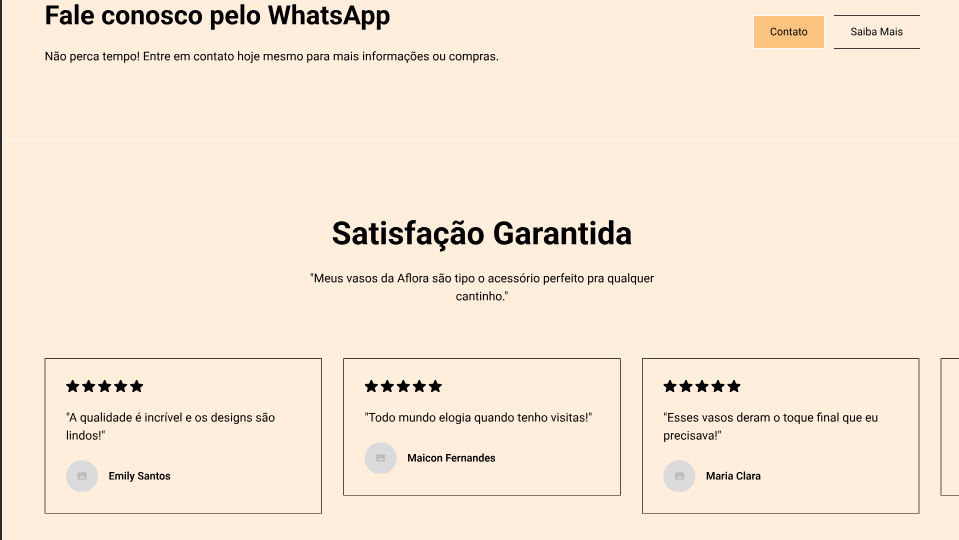 Fale conosco pelo WhatsApp
Não perca tempo! Entre em contato hoje mesmo para mais informações ou compras.
Contato
Saiba Mais
Satisfação Garantida
"Meus vasos da Aflora são tipo o acessório perfeito pra qualquer
cantinho."
"A qualidade é incrível e os designs são
lindos!"
Emily Santos
"Todo mundo elogia quando tenho visitas!"
Maicon Fernandes
"Esses vasos deram o toque final que eu
precisava!"
Maria Clara